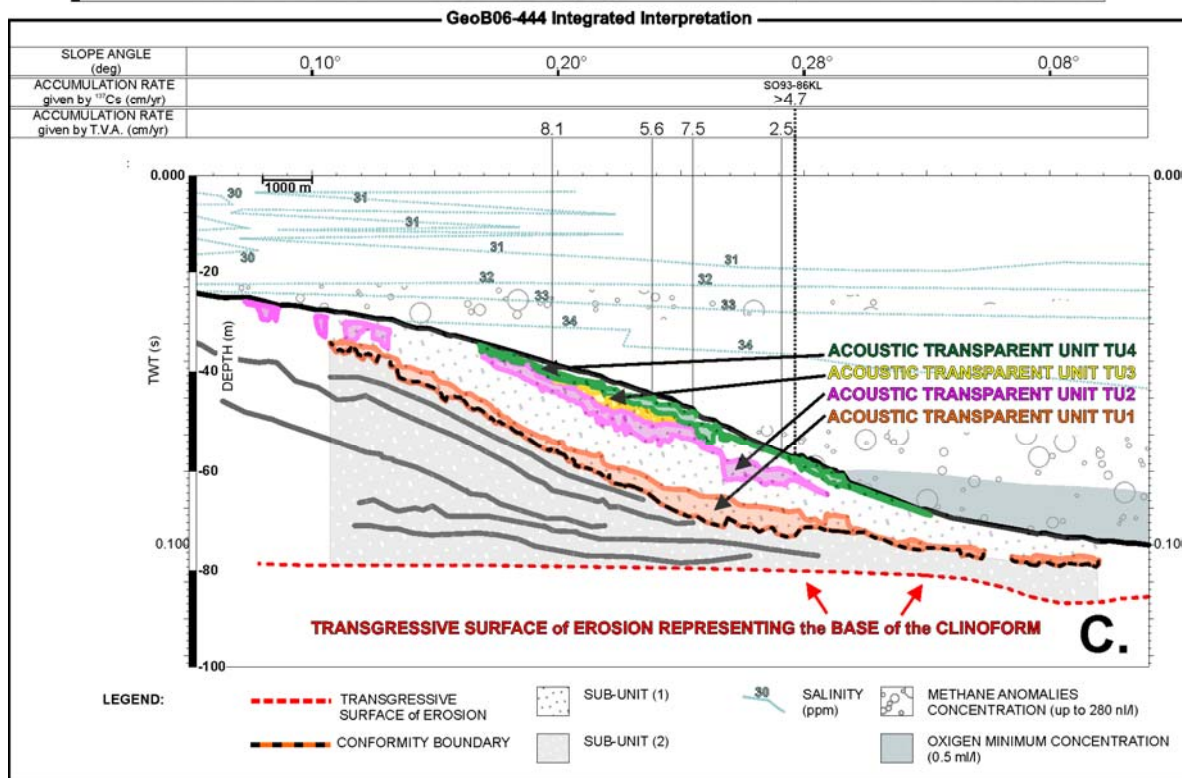 GeoB06-444 Integrated Interpretation
SLOPE ANGLE
(deg)
0,10° 0,20° 0,28° 0,08°
ACCUMULATION RATE
given by ¹³⁷Cs (cm/yr)
SO93-86KL
>4.7
ACCUMULATION RATE
given by T.V.A. (cm/yr)
8.1 5.6 7.5 2.5
0.000
1000 m
0.00
30
31
31
30
31
31
-20
32
32
33
33
34
34
TWT (s)
DEPTH (m)
-40
ACOUSTIC TRANSPARENT UNIT TU4
ACOUSTIC TRANSPARENT UNIT TU3
ACOUSTIC TRANSPARENT UNIT TU2
ACOUSTIC TRANSPARENT UNIT TU1
-60
0.100
0.100
-80
TRANSGRESSIVE SURFACE of EROSION REPRESENTING the BASE of the CLINOFORM
C.
-100
LEGEND:
TRANSGRESSIVE
SURFACE of EROSION
CONFORMITY BOUNDARY
SUB-UNIT (1)
SUB-UNIT (2)
30
SALINITY
(ppm)
METHANE ANOMALIES
CONCENTRATION (up to 280 nl/l)
OXIGEN MINIMUM CONCENTRATION
(0.5 ml/l)